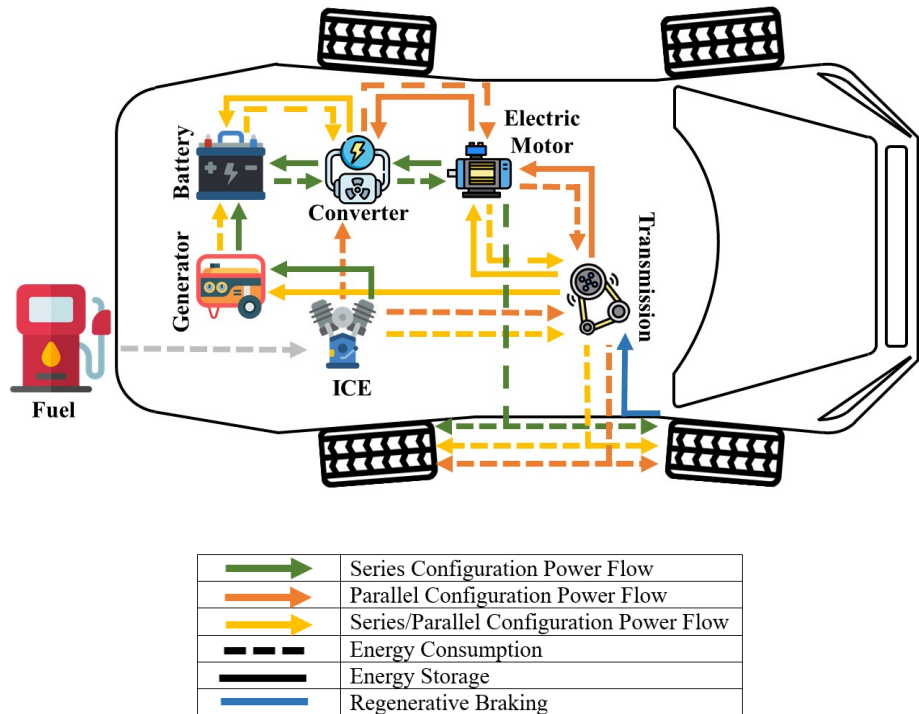 Electric
Motor
Battery
Converter
Generator
Transmission
ICE
Fuel
Series Configuration Power Flow
Parallel Configuration Power Flow
Series/Parallel Configuration Power Flow
Energy Consumption
Energy Storage
Regenerative Braking